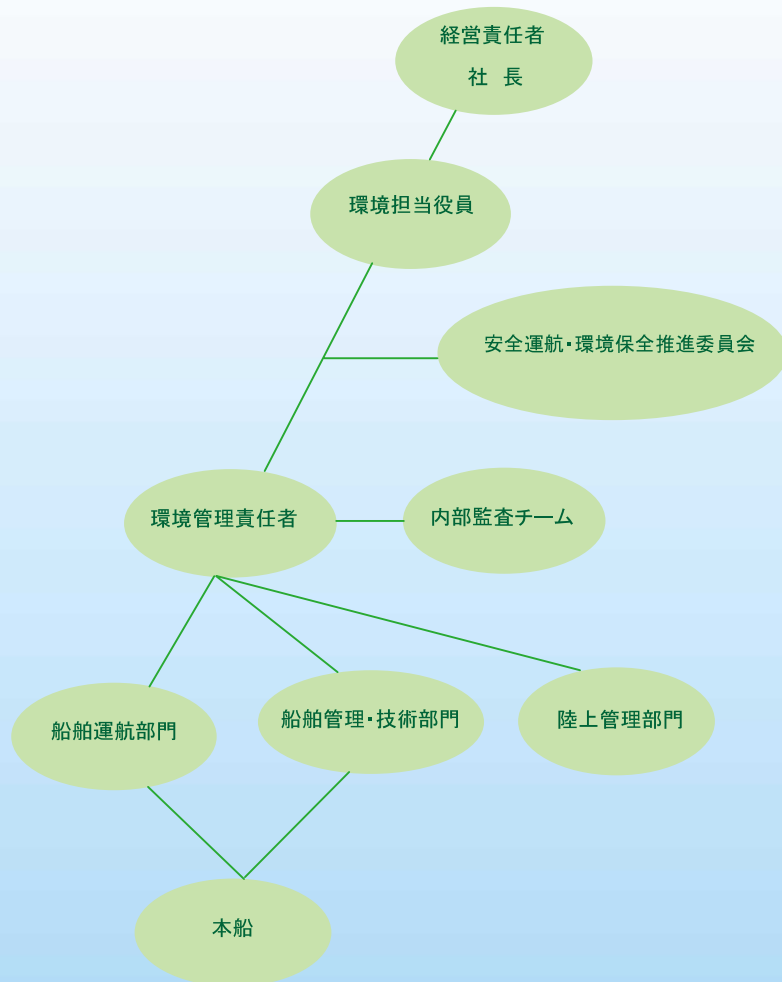 経営責任者
社 長
環境担当役員
安全運航・環境保全推進委員会
環境管理責任者
内部監査チーム
船舶運航部門
船舶管理・技術部門
陸上管理部門
本船